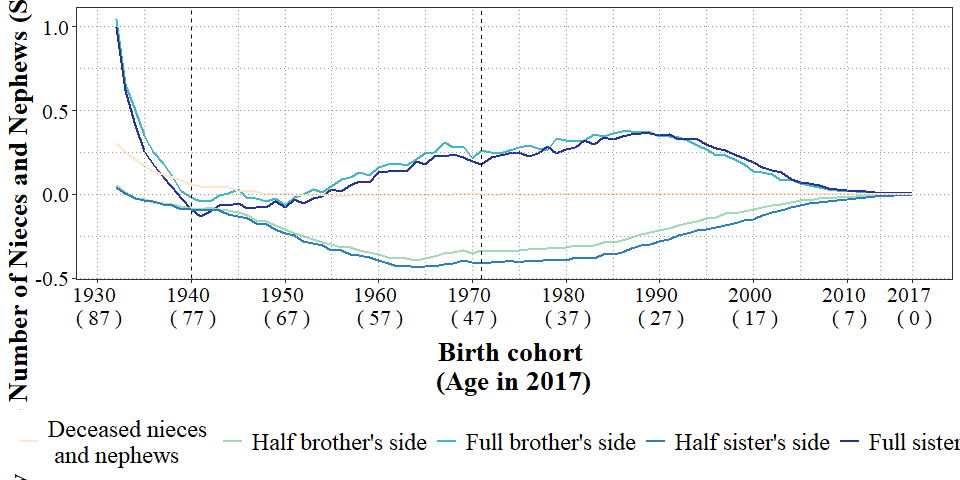 Number of Nieces and Nephews (S
1.0
0.5
0.0
-0.5
1930 1940 1950 1960 1970 1980 1990 2000 2010 2017
( 87 ) ( 77 ) ( 67 ) ( 57 ) ( 47 ) ( 37 ) ( 27 ) ( 17 ) ( 7 ) ( 0 )
Birth cohort
(Age in 2017)
Deceased nieces
and nephews
Half brother's side
Full brother's side
Half sister's side
Full sister